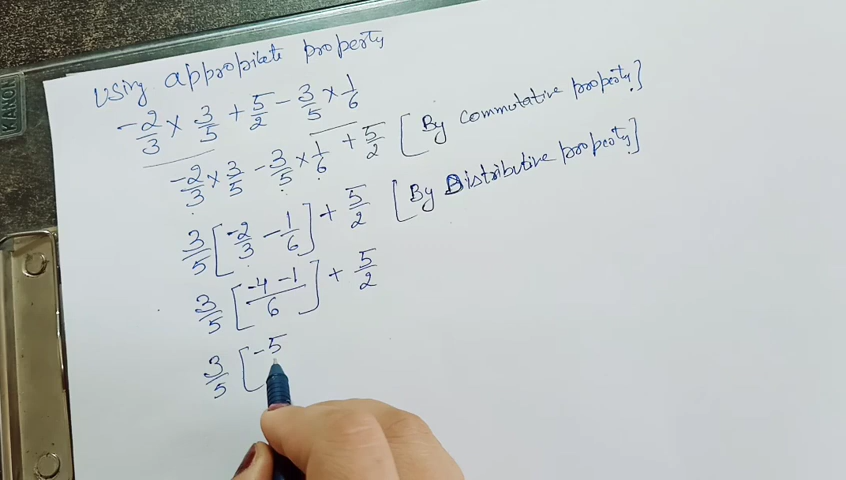 Using appropilate property
-2/3 × 3/5 + 5/2 - 3/5 × 1/6
-2/3 × 3/5 - 3/5 × 1/6 + 5/2 [By commutative property]
3/5 [-2/3 - 1/6] + 5/2 [By Distributive property]
3/5 [-4 -1/6] + 5/2
3/5 [-5
KANON